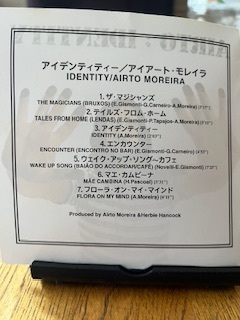 アイデンティティー／アイアート・モレイラ
IDENTITY/AIRTO MOREIRA
1. ザ・マジシャンズ
THE MAGICIANS (BRUXOS) (E.Gismonti-G.Carneiro-A.Moreira)
2. テイルズ・フロム・ホーム
TALES FROM HOME (LENDAS) (E.Gismonti-P.Tapajos-A.Moreira)
3. アイデンティティー
IDENTITY (A.Moreira)
4. エンカウンター
ENCOUNTER (ENCONTRO NO BAR) (E.Gismonti-G.Carneiro)
5. ウェイク・アップ・ソング〜カフェ
WAKE UP SONG (BAIÃO DO ACORDAR/CAFÉ) (Novelli-E.Gismonti)
6. マエ・カムビーナ
MÃE CAMBINA (H.Pascoal)
7. フローラ・オン・マイ・マインド
FLORA ON MY MIND (A.Moreira)
Produced by Airto Moreira &Herbie Hancock